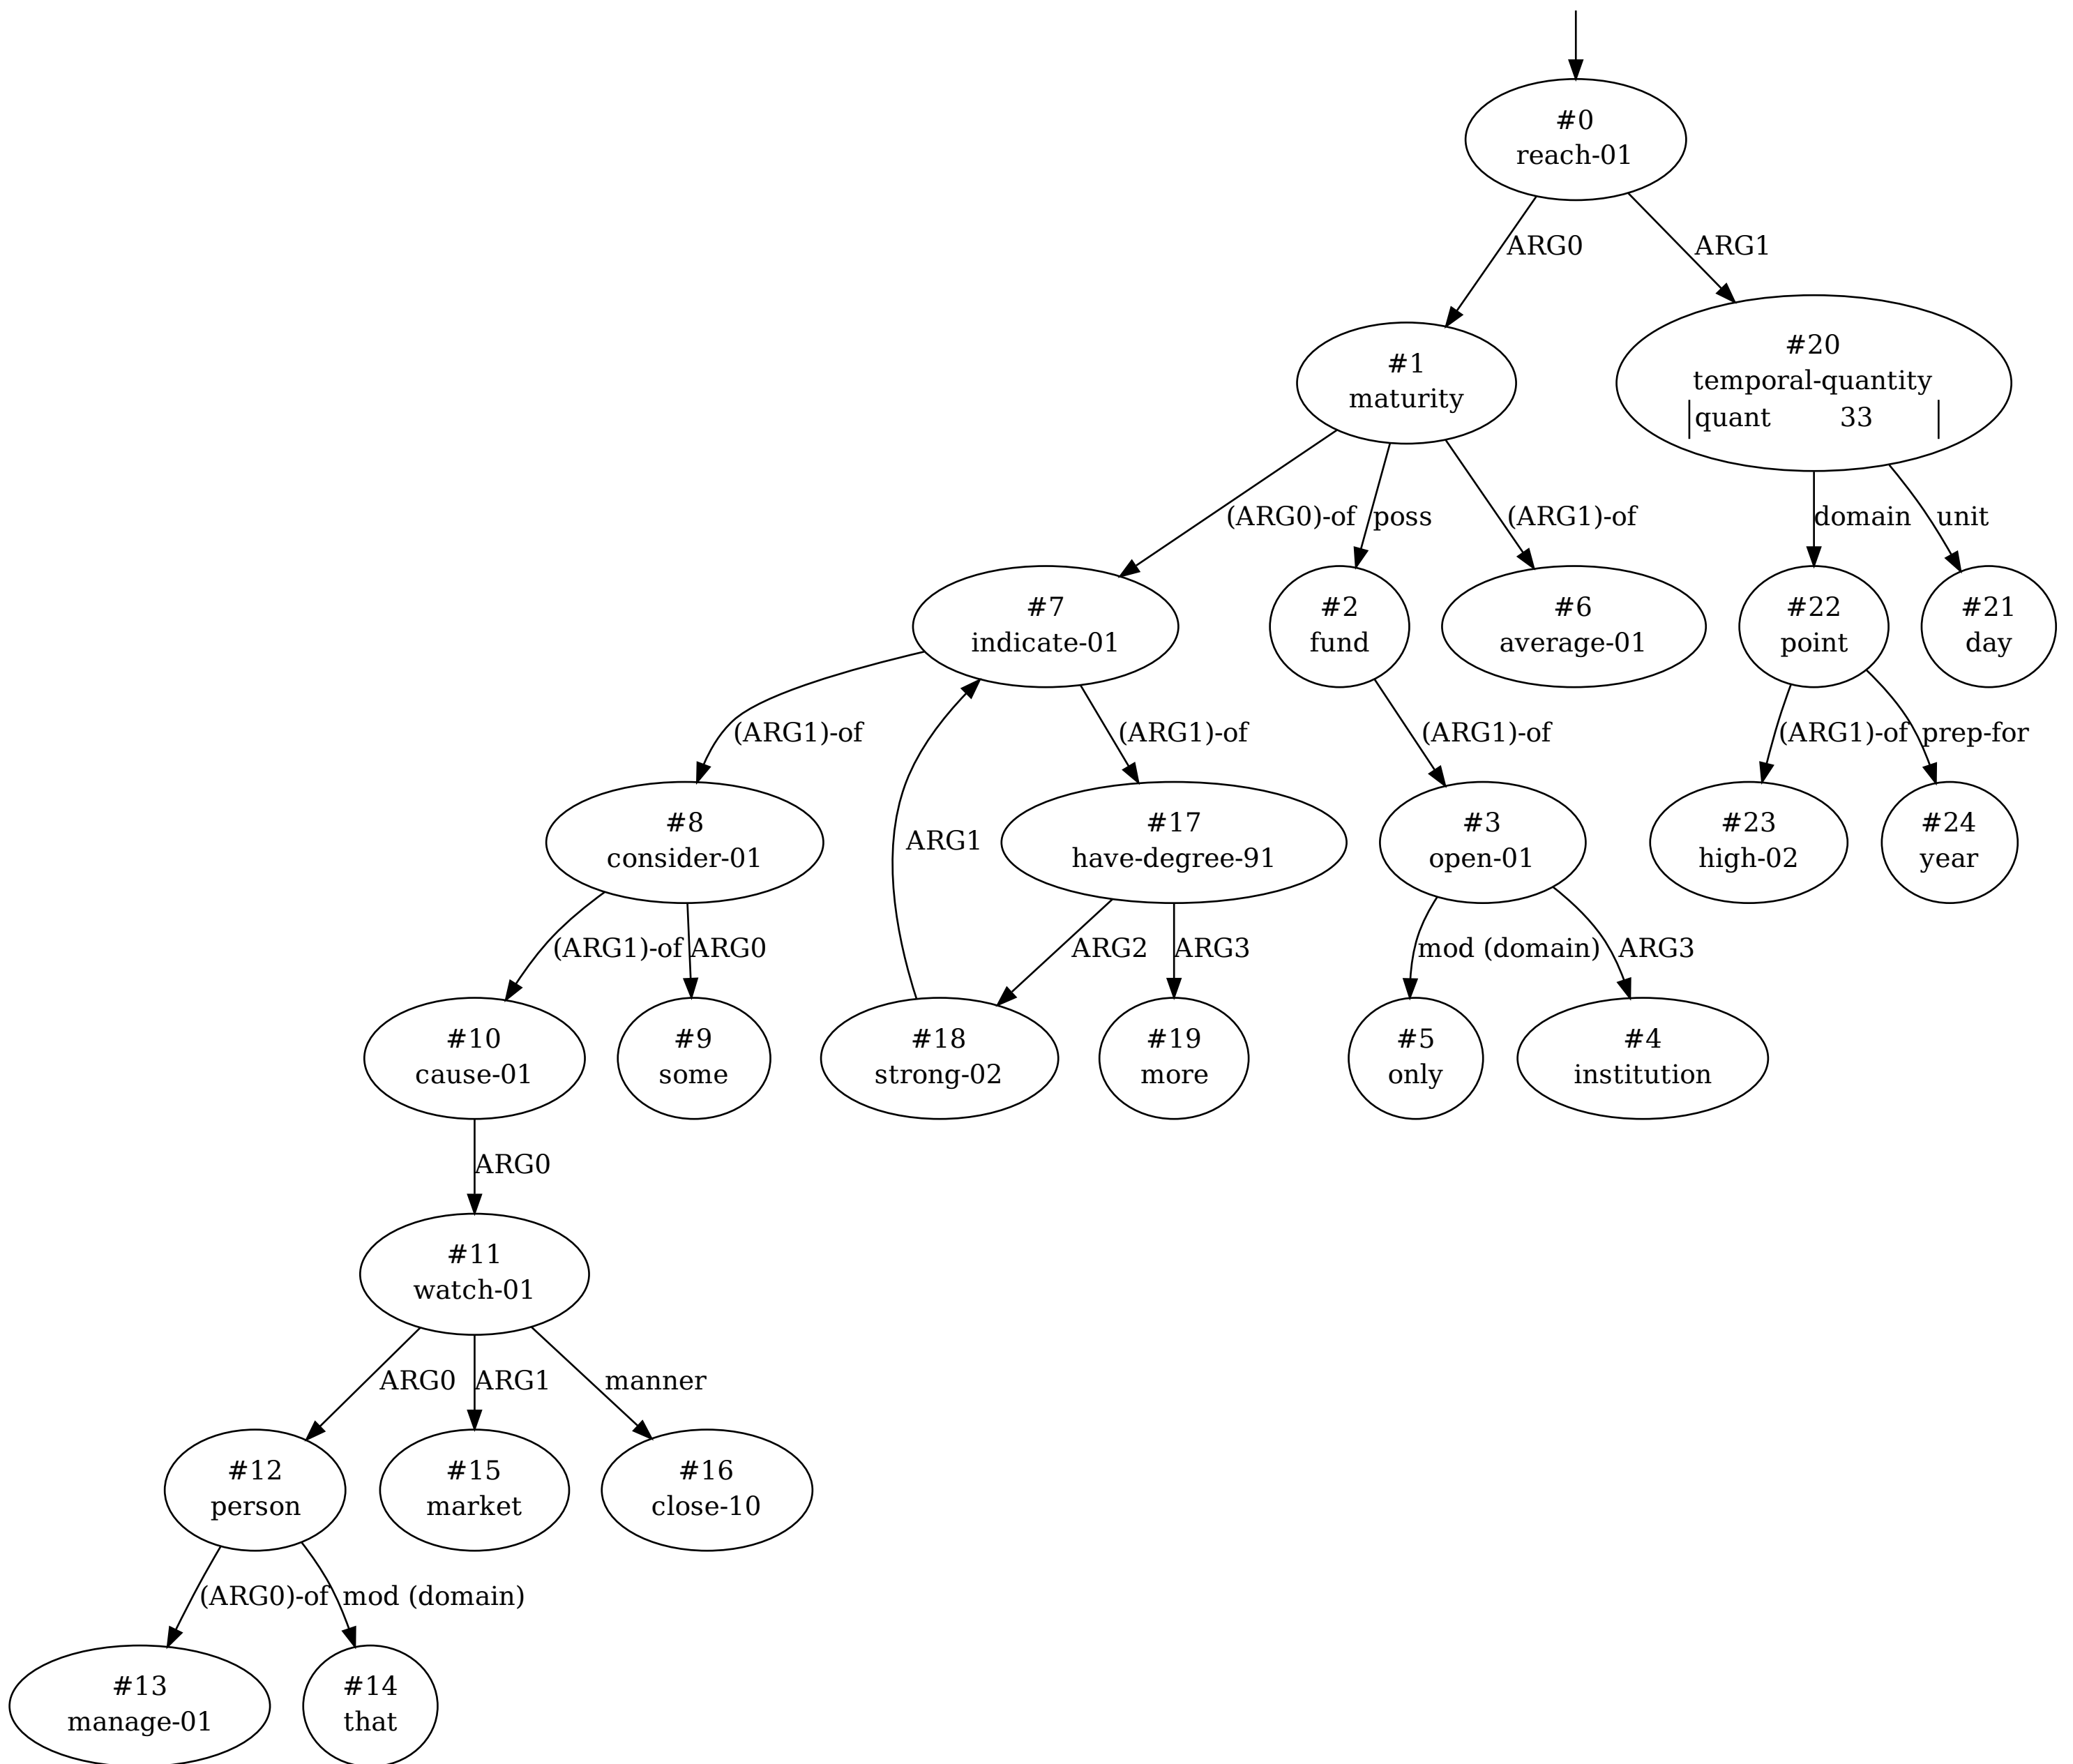 #0
reach-01
ARG0
ARG1
#1
maturity
#20
temporal-quantity
quant 33
(ARG0)-of
poss
(ARG1)-of
domain
unit
#7
indicate-01
#2
fund
#6
average-01
#22
point
#21
day
(ARG1)-of
(ARG1)-of
(ARG1)-of
(ARG1)-of
prep-for
#8
consider-01
ARG1
#17
have-degree-91
#3
open-01
#23
high-02
#24
year
(ARG1)-of
ARG0
ARG2
ARG3
mod (domain)
ARG3
#10
cause-01
#9
some
#18
strong-02
#19
more
#5
only
#4
institution
ARG0
#11
watch-01
ARG0
ARG1
manner
#12
person
#15
market
#16
close-10
(ARG0)-of
mod (domain)
#13
manage-01
#14
that